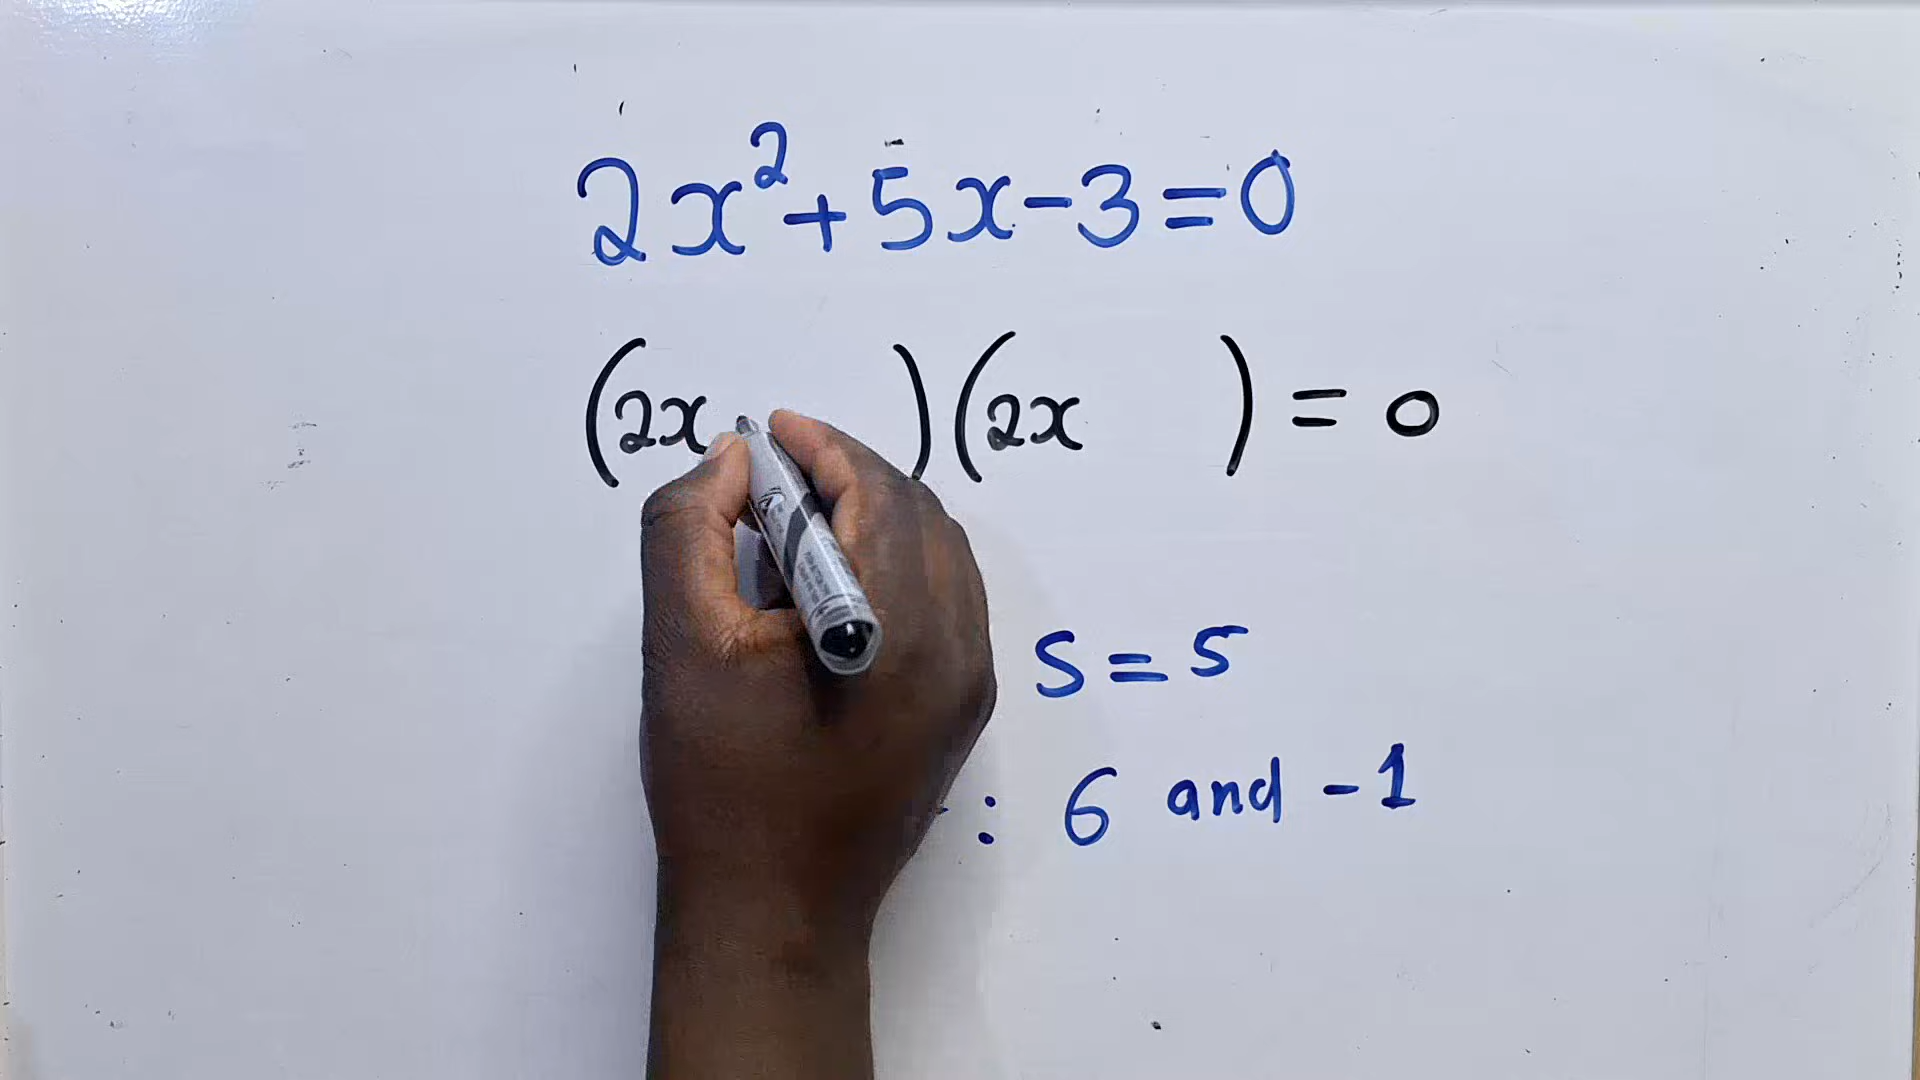 2x²+5x-3=0
(2x )(2x ) = 0
S = 5
: 6 and -1